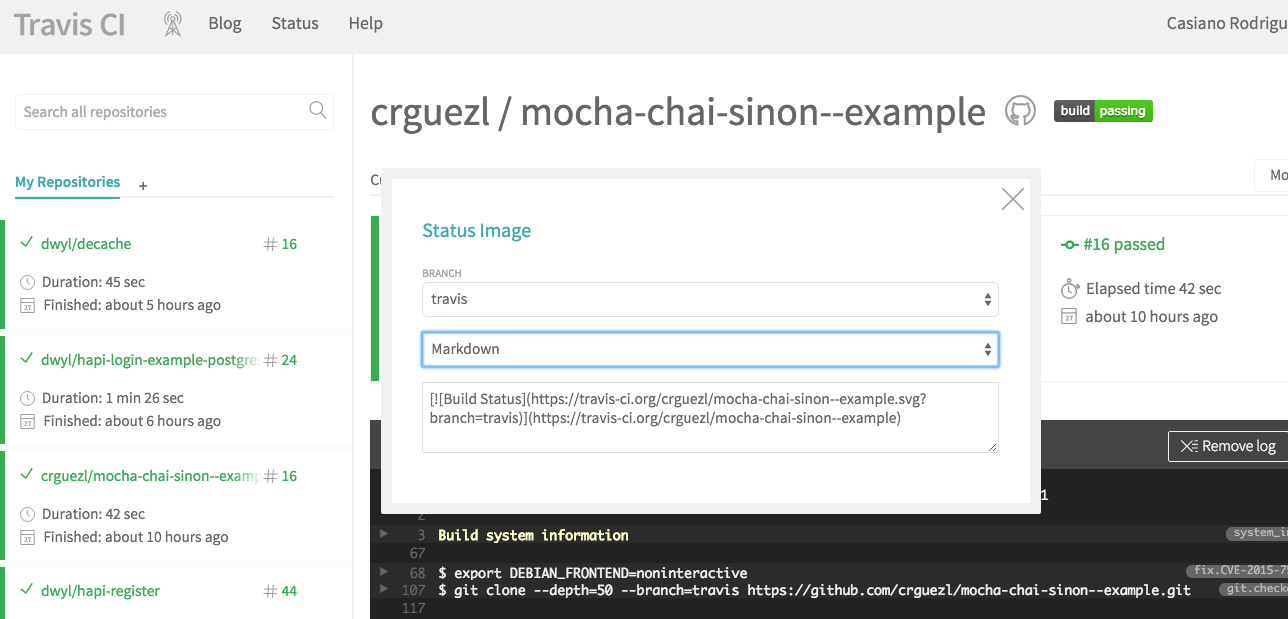 Travis CI
Blog
Status
Help
Casiano Rodrigu
Search all repositories
My Repositories +
dwyl/decache # 16
Duration: 45 sec
27 Finished: about 5 hours ago
dwyl/hapi-login-example-postgres # 24
Duration: 1 min 26 sec
27 Finished: about 6 hours ago
crguezl/mocha-chai-sinon--examp # 16
Duration: 42 sec
27 Finished: about 10 hours ago
dwyl/hapi-register # 44
crguezl / mocha-chai-sinon--example
build passing
Cu
Mo
Status Image
BRANCH
travis
Markdown
[![Build Status](https://travis-ci.org/crguezl/mocha-chai-sinon--example.svg?
branch=travis)](https://travis-ci.org/crguezl/mocha-chai-sinon--example)
#16 passed
Elapsed time 42 sec
27 about 10 hours ago
Remove log
1
2
3 Build system information system_in
67
68 $ export DEBIAN_FRONTEND=noninteractive fix.CVE-2015-75
107 $ git clone --depth=50 --branch=travis https://github.com/crguezl/mocha-chai-sinon--example.git git.checko
117